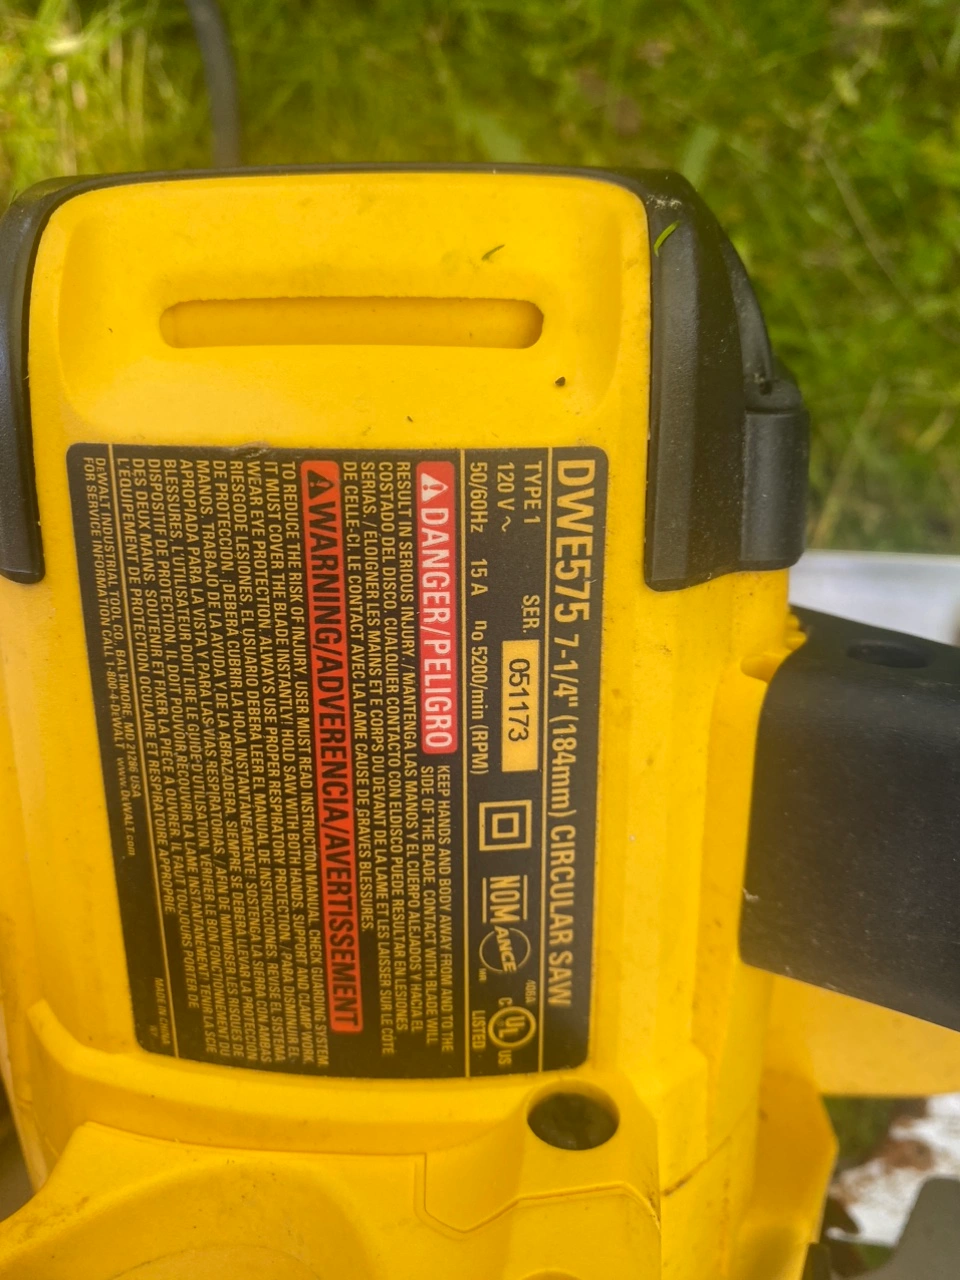 DWE575 7-1/4" (184mm) CIRCULAR SAW
TYPE 1 SER. 051173
120 V ~
50/60Hz 15 A n₀ 5200/min (RPM)
NOM ANCE
C UL US
LISTED
DANGER/PELIGRO KEEP HANDS AND BODY AWAY FROM AND TO THE
SIDE OF THE BLADE. CONTACT WITH BLADE WILL
RESULT IN SERIOUS INJURY. / MANTENGA LAS MANOS Y EL CUERPO ALEJADOS HACIA EL
COSTADO DEL DISCO. CUALQUIER CONTACTO CON EL DISCO PUEDE RESULTAR EN LESIONES
SERIAS. / ÉLOIGNER LES MAINS ET LE CORPS DU DEVANT DE LA LAME ET LES LAISSER SUR LE CÔTÉ
DE CELLE-CI. LE CONTACT AVEC LA LAME CAUSE DE GRAVES BLESSURES.
WARNING/ADVERENCIA/AVERTISSEMENT
TO REDUCE THE RISK OF INJURY, USER MUST READ INSTRUCTION MANUAL. CHECK GUARDING SYSTEM
IT MUST COVER THE BLADE INSTANTLY! HOLD SAW WITH BOTH HANDS. SUPPORT AND CLAMP WORK.
WEAR EYE PROTECTION. ALWAYS USE PROPER RESPIRATORY PROTECTION. / PARA DISMINUIR EL
RIESGO DE LESIONES, EL USUARIO DEBERÁ LEER EL MANUAL DE INSTRUCCIONES. REVISE EL SISTEMA
DE PROTECCIÓN. ¡DEBERÁ CUBRIR LA HOJA INSTANTÁNEAMENTE! SOSTENGA LA SIERRA CON AMBAS
MANOS. TRABAJO DE LA AYUDA Y DE LA ABRAZADERA. SIEMPRE SE DEBERÁ LLEVAR LA PROTECCIÓN
APROPIADA PARA LA VISTA Y PARA LAS VÍAS RESPIRATORIAS. / AFIN DE MINIMISER LES RISQUES DE
BLESSURES, L'UTILISATEUR DOIT LIRE LE GUIDE D'UTILISATION. VÉRIFIER LE BON FONCTIONNEMENT DU
DISPOSITIF DE PROTECTION. IL DOIT POUVOIR RECOUVRIR LA LAME INSTANTANÉMENT! TENIR LA SCIE
DES DEUX MAINS. SOUTENIR ET FIXER LA PIÈCE À OUVRER. IL FAUT TOUJOURS PORTER DE
L'ÉQUIPEMENT DE PROTECTION OCULAIRE ET RESPIRATOIRE APPROPRIÉ.
DeWALT INDUSTRIAL TOOL CO., BALTIMORE, MD 21286 USA MADE IN CHINA
FOR SERVICE INFORMATION CALL 1-800-4-DeWALT www.DeWALT.com